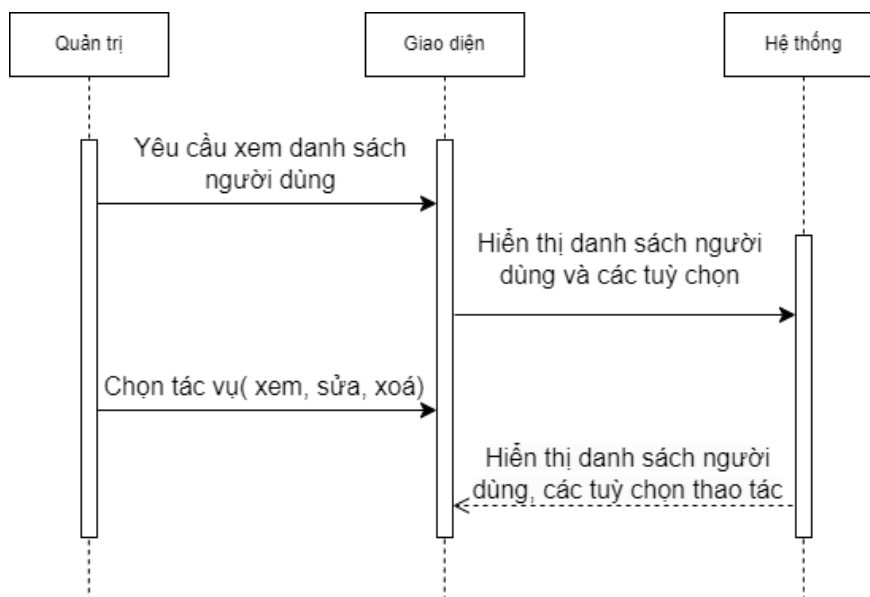 Quản trị
Giao diện
Hệ thống
Yêu cầu xem danh sách
người dùng
Hiển thị danh sách người
dùng và các tuỳ chọn
Chọn tác vụ( xem, sửa, xoá)
Hiển thị danh sách người
dùng, các tuỳ chọn thao tác